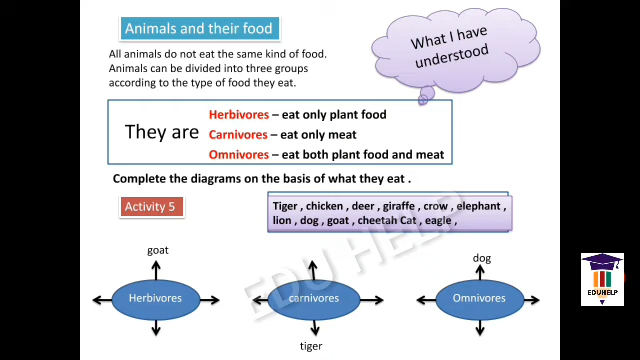 Animals and their food
What I have
understood
All animals do not eat the same kind of food.
Animals can be divided into three groups
according to the type of food they eat.
They are
Herbivores – eat only plant food
Carnivores – eat only meat
Omnivores – eat both plant food and meat
Complete the diagrams on the basis of what they eat .
Activity 5
Tiger , chicken , deer , giraffe , crow , elephant ,
lion , dog , goat , cheetah Cat , eagle ,
EDU HELP
goat
dog
Herbivores
carnivores
Omnivores
tiger
EDUHELP